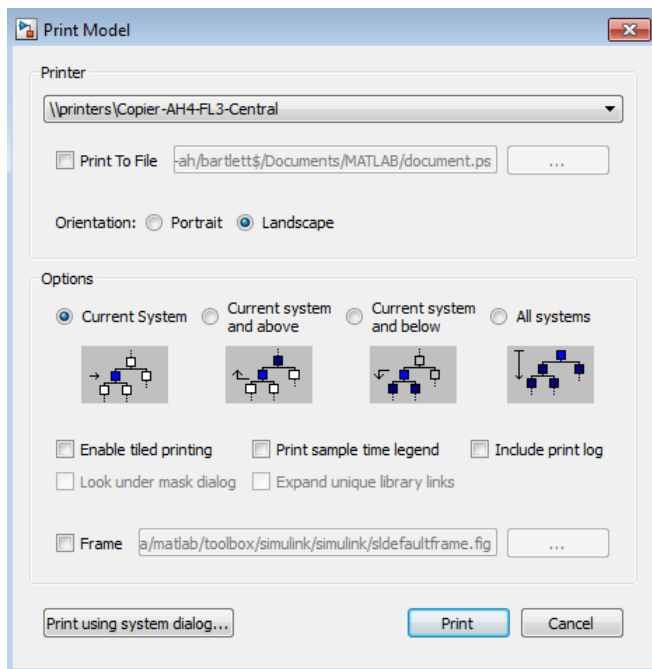 Print Model
Printer
\\printers\Copier-AH4-FL3-Central
Print To File -ah/bartlett$/Documents/MATLAB/document.ps ...
Orientation: Portrait Landscape
Options
Current System Current system and above Current system and below All systems
Enable tiled printing Print sample time legend Include print log
Look under mask dialog Expand unique library links
Frame a/matlab/toolbox/simulink/simulink/sldefaultframe.fig ...
Print using system dialog... Print Cancel